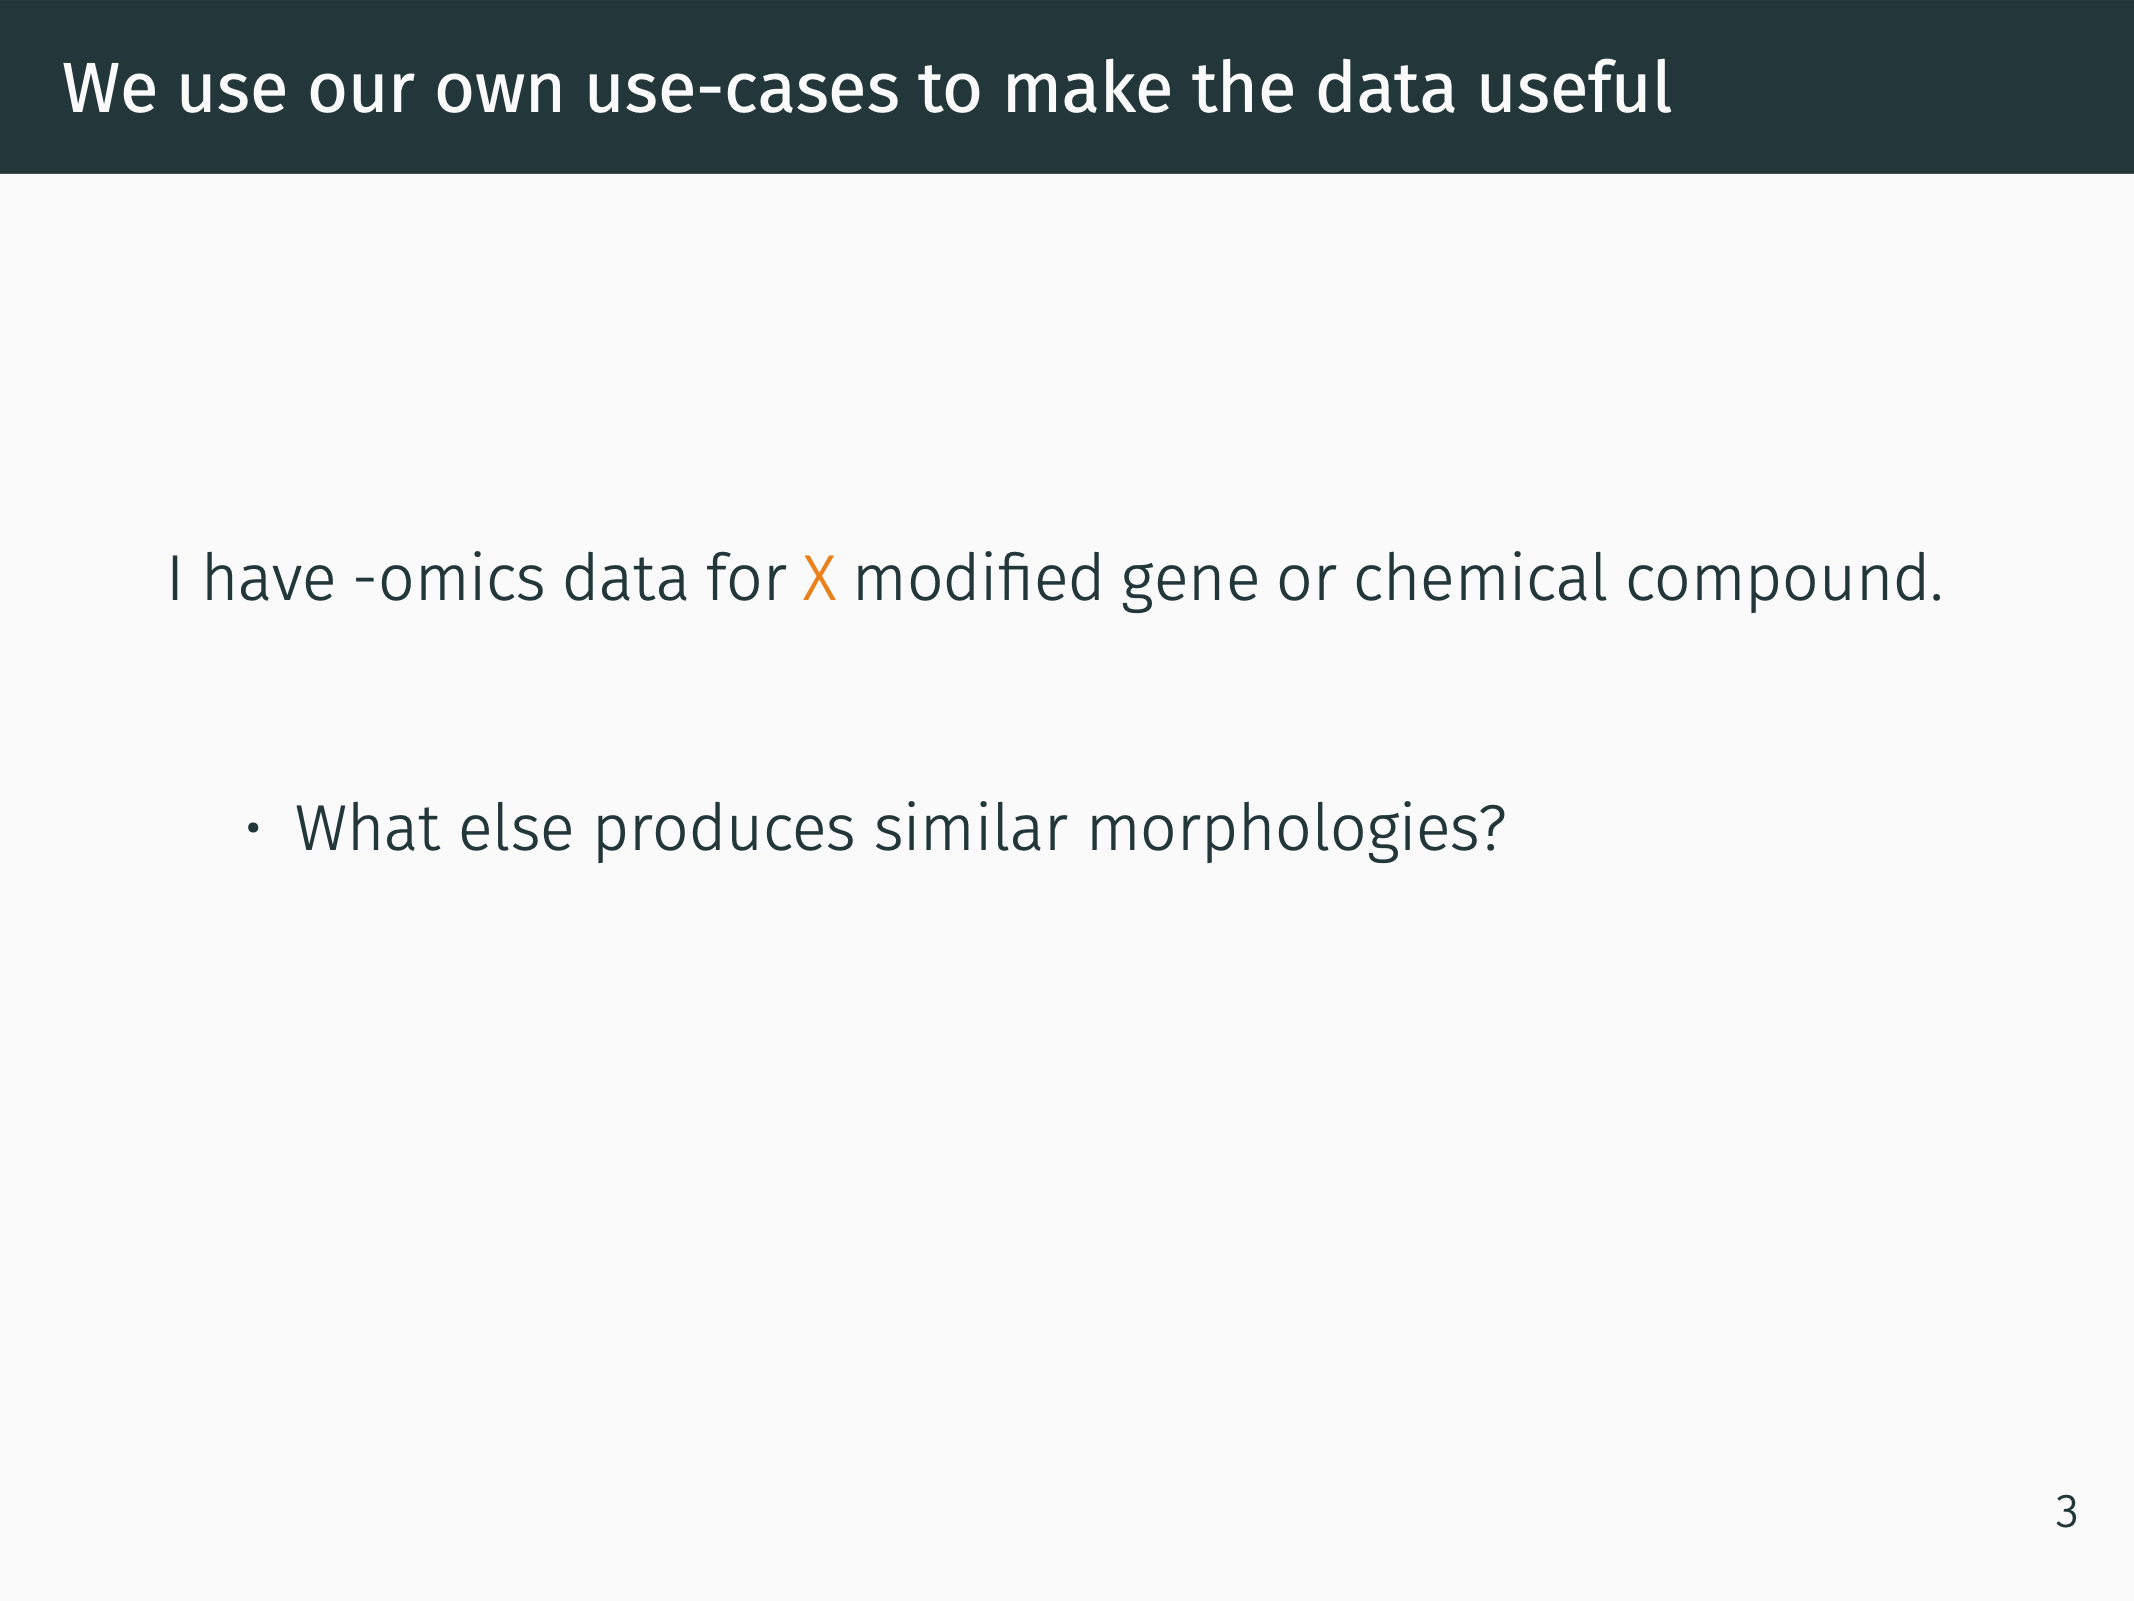 We use our own use-cases to make the data useful
I have -omics data for X modified gene or chemical compound.
• What else produces similar morphologies?
3